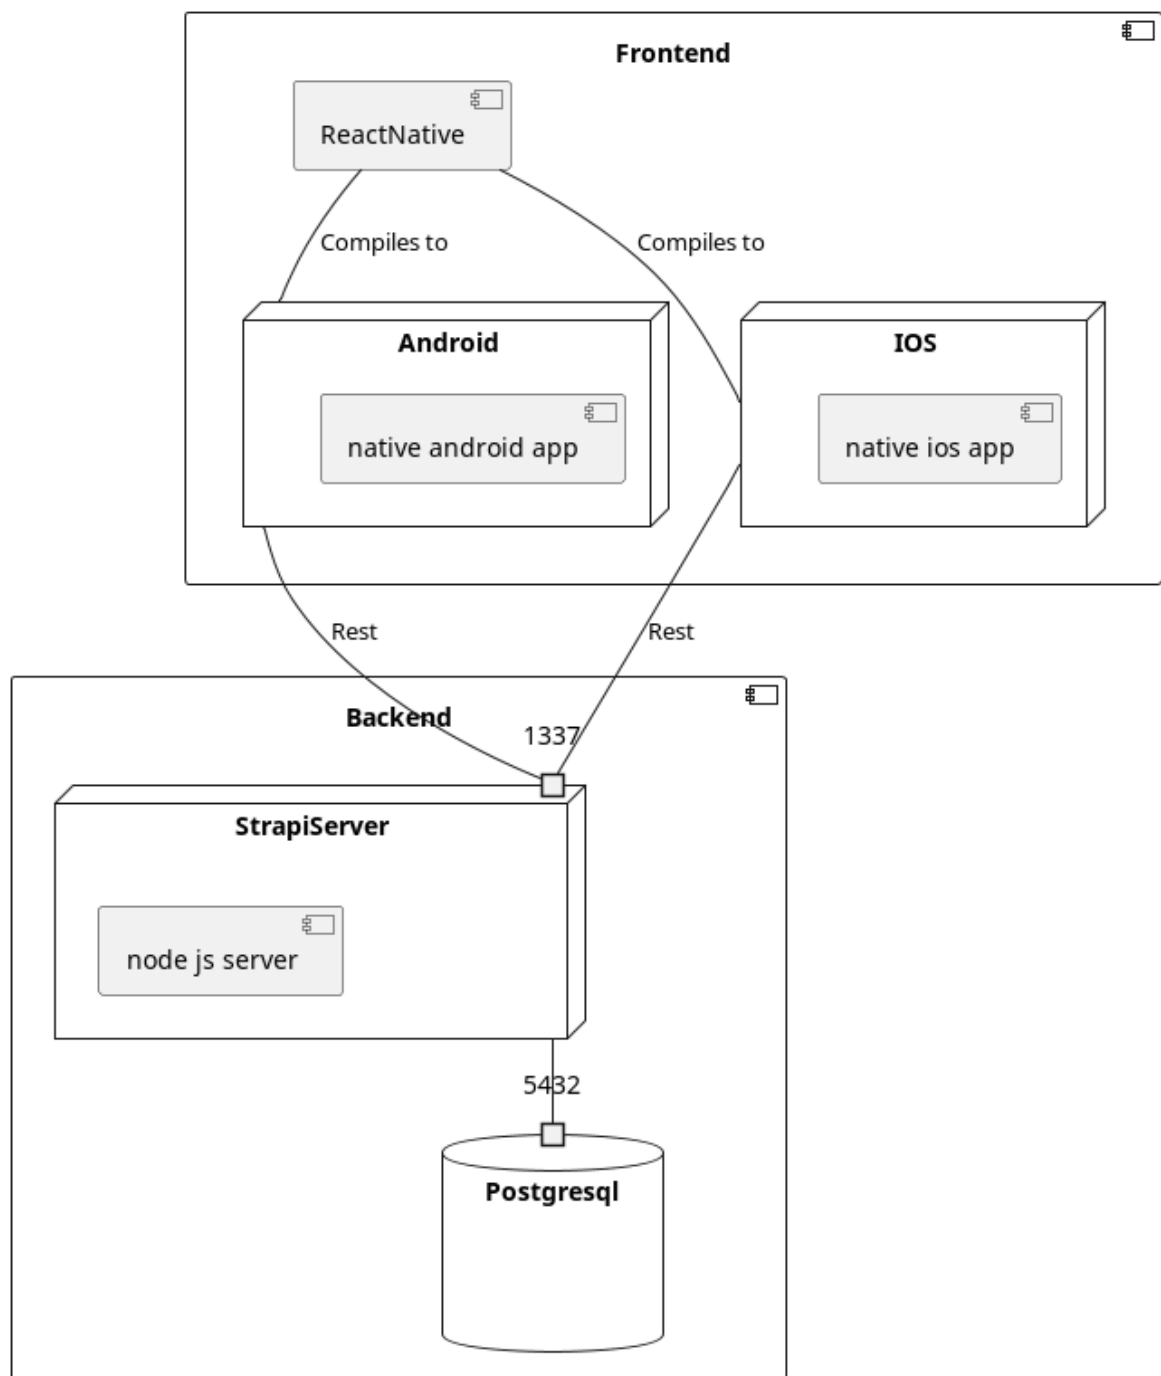 Frontend
ReactNative
Compiles to
Compiles to
Android
IOS
native android app
native ios app
Rest
Rest
Backend
1337
StrapiServer
node js server
5432
Postgresql